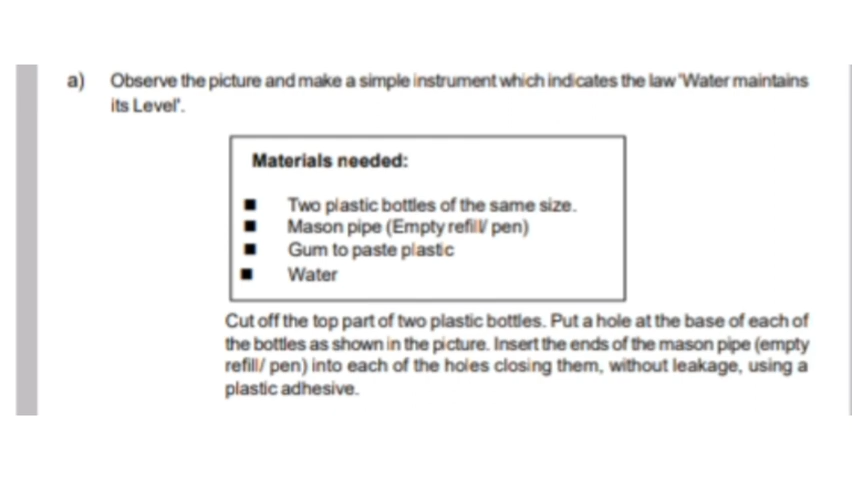 a) Observe the picture and make a simple instrument which indicates the law 'Water maintains
its Level'.
Materials needed:
■ Two plastic bottles of the same size.
■ Mason pipe (Empty refill/ pen)
■ Gum to paste plastic
■ Water
Cut off the top part of two plastic bottles. Put a hole at the base of each of
the bottles as shown in the picture. Insert the ends of the mason pipe (empty
refill/ pen) into each of the holes closing them, without leakage, using a
plastic adhesive.